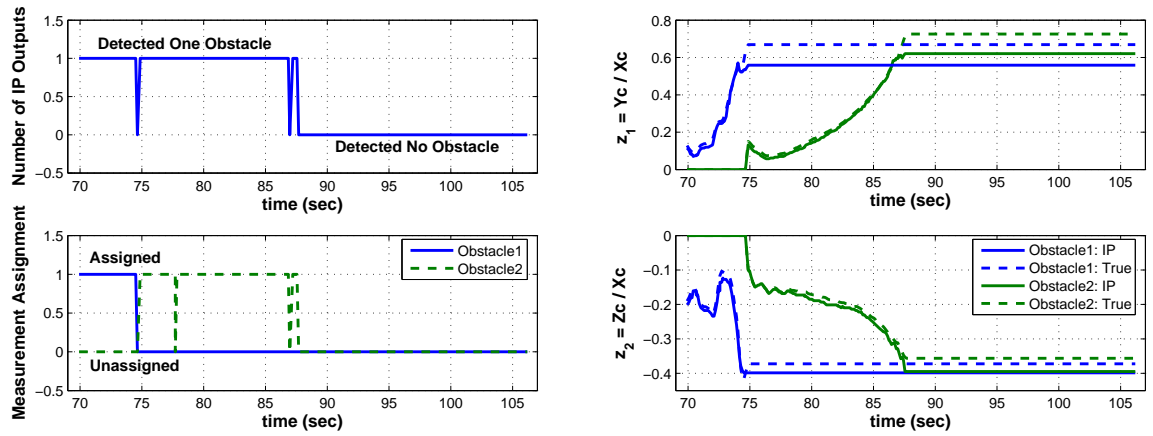 Number of IP Outputs
1.5
1
0.5
0
−0.5
Detected One Obstacle
Detected No Obstacle
70 75 80 85 90 95 100 105
time (sec)
z1 = Yc / Xc
0.8
0.6
0.4
0.2
0
70 75 80 85 90 95 100 105
time (sec)
Measurement Assignment
1.5
1
0.5
0
−0.5
Assigned
Unassigned
Obstacle1
Obstacle2
70 75 80 85 90 95 100 105
time (sec)
z2 = Zc / Xc
0
−0.1
−0.2
−0.3
−0.4
Obstacle1: IP
Obstacle1: True
Obstacle2: IP
Obstacle2: True
70 75 80 85 90 95 100 105
time (sec)